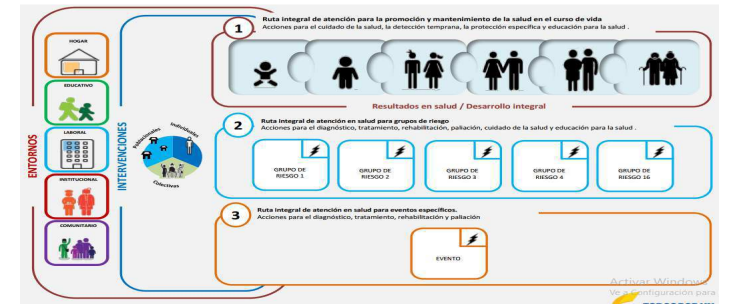 ENTORNOS
HOGAR
EDUCATIVO
LABORAL
INSTITUCIONAL
COMUNITARIO
INTERVENCIONES
Poblacionales
Individuales
Colectivas
1
Ruta integral de atención para la promoción y mantenimiento de la salud en el curso de vida
Acciones para el cuidado de la salud, la detección temprana, la protección específica y educación para la salud .
Resultados en salud / Desarrollo integral
2
Ruta integral de atención en salud para grupos de riesgo
Acciones para el diagnóstico, tratamiento, rehabilitación, paliación, cuidado de la salud y educación para la salud .
GRUPO DE
RIESGO 1
GRUPO DE
RIESGO 2
GRUPO DE
RIESGO 3
GRUPO DE
RIESGO 4
GRUPO DE
RIESGO 16
3
Ruta integral de atención en salud para eventos específicos.
Acciones para el diagnóstico, tratamiento, rehabilitación y paliación
EVENTO
Activar Windows
Ve a Configuración para